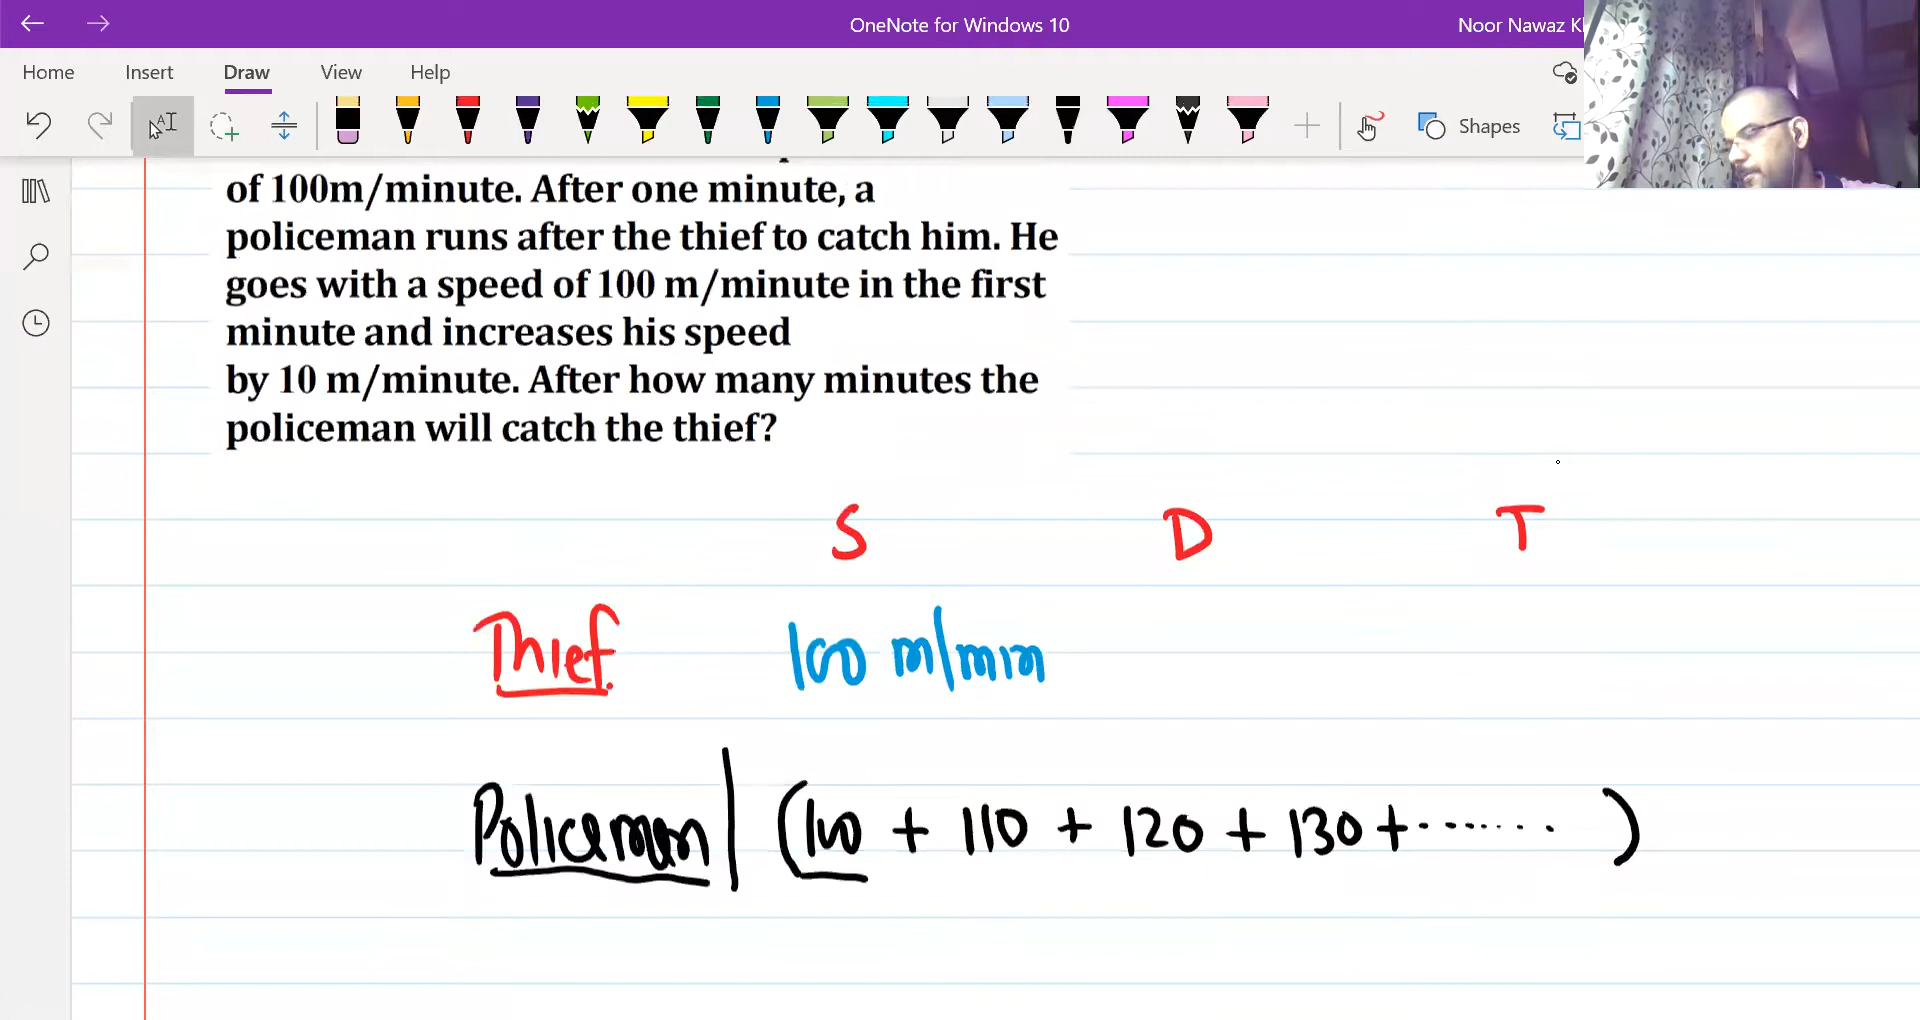 OneNote for Windows 10
Noor Nawaz
Home Insert Draw View Help
Shapes
of 100m/minute. After one minute, a
policeman runs after the thief to catch him. He
goes with a speed of 100 m/minute in the first
minute and increases his speed
by 10 m/minute. After how many minutes the
policeman will catch the thief?
S D T
Thief 100 m/min
Policeman (100 + 110 + 120 + 130 + ....... )